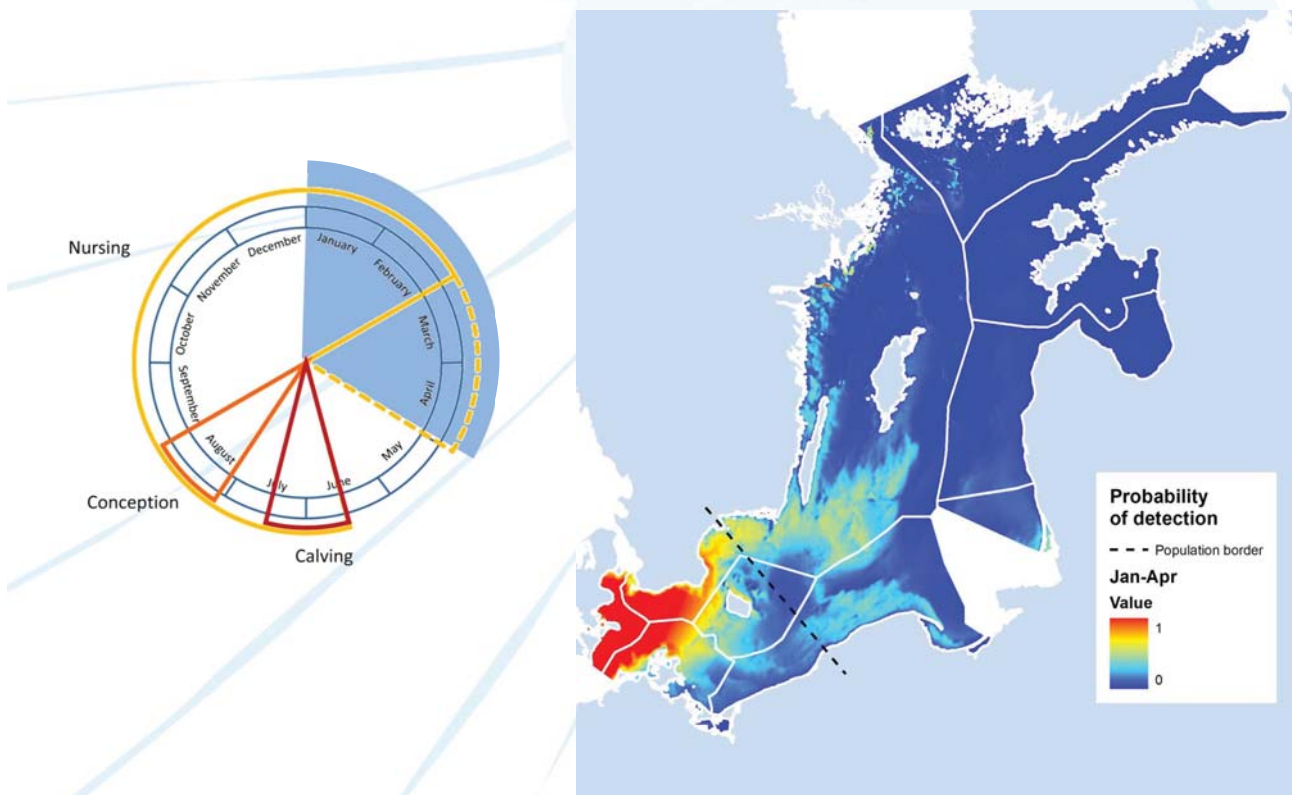 Nursing
December
January
November
February
October
March
September
April
August
May
July
June
Conception
Calving
Probability
of detection
Population border
Jan-Apr
Value
1
0